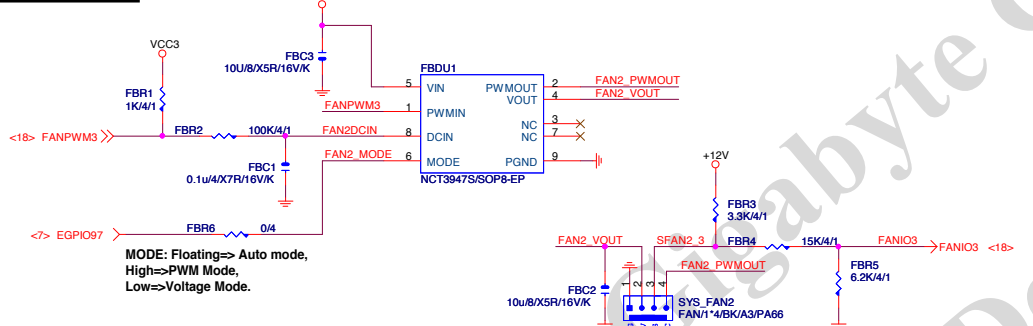 VCC3
FBC3
10U/8/X5R/16V/K
FBDU1
FBR1
1K/4/1
5 VIN
PWMOUT 2 FAN2_PWMOUT
VOUT 4 FAN2_VOUT
FANPWM3 1 PWMIN
<18> FANPWM3
FBR2 100K/4/1 FAN2DCIN 8 DCIN
NC 3
NC 7
FAN2_MODE 6 MODE
PGND 9
FBC1
0.1u/4/X7R/16V/K
NCT3947S/SOP8-EP
+12V
FBR3
3.3K/4/1
<7> EGPIO97 FBR6 0/4
MODE: Floating=> Auto mode,
High=>PWM Mode,
Low=>Voltage Mode.
FAN2_VOUT
SFAN2_3 FBR4 15K/4/1 FANIO3 FANIO3 <18>
FAN2_PWMOUT
FBR5
6.2K/4/1
FBC2
10u/8/X5R/16V/K
1 2 3 4
SYS_FAN2
FAN/1*4/BK/A3/PA66
Gigabyte